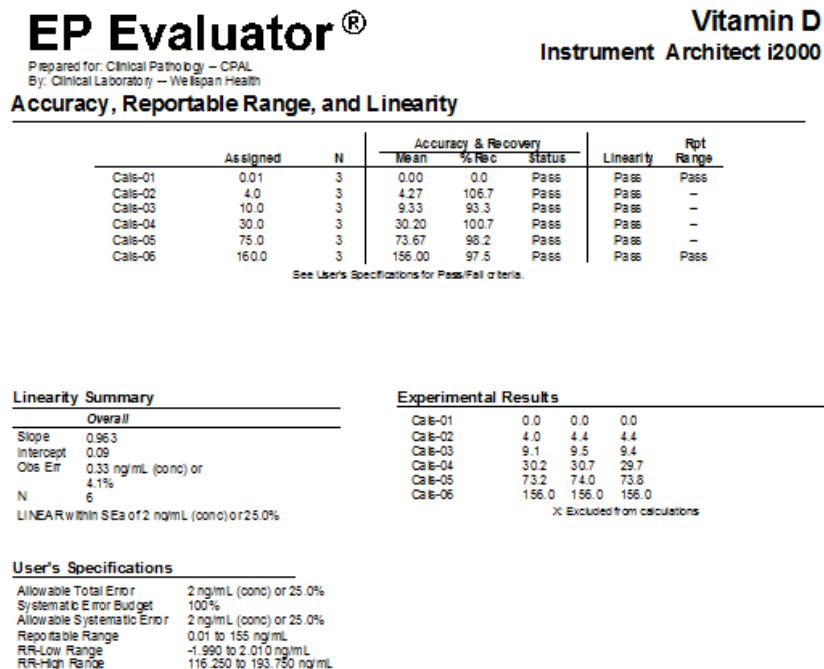 EP Evaluator ®
Vitamin D
Instrument Architect i2000
Prepared for: Clinical Pathology -- CPAL
By: Clinical Laboratory -- Wellspan Health
Accuracy, Reportable Range, and Linearity
Accuracy & Recovery Rpt
Assigned N Mean % Rec Status Linearity Range
Cals-01 0.01 3 0.00 0.0 Pass Pass Pass
Cals-02 4.0 3 4.27 106.7 Pass Pass --
Cals-03 10.0 3 9.33 93.3 Pass Pass --
Cals-04 30.0 3 30.20 100.7 Pass Pass --
Cals-05 75.0 3 73.67 98.2 Pass Pass --
Cals-06 160.0 3 156.00 97.5 Pass Pass Pass
See User's Specifications for Pass/Fail criteria.
Linearity Summary
Overall
Slope 0.963
Intercept 0.09
Obs Err 0.33 ng/mL (conc) or
4.1%
N 6
LINEAR within SEa of 2 ng/mL (conc) or 25.0%
Experimental Results
Cals-01 0.0 0.0 0.0
Cals-02 4.0 4.4 4.4
Cals-03 9.1 9.5 9.4
Cals-04 30.2 30.7 29.7
Cals-05 73.2 74.0 73.8
Cals-06 156.0 156.0 156.0
X: Excluded from calculations
User's Specifications
Allowable Total Error 2 ng/mL (conc) or 25.0%
Systematic Error Budget 100%
Allowable Systematic Error 2 ng/mL (conc) or 25.0%
Reportable Range 0.01 to 155 ng/mL
RR-Low Range -1.990 to 2.010 ng/mL
RR-High Range 116.250 to 193.750 ng/mL